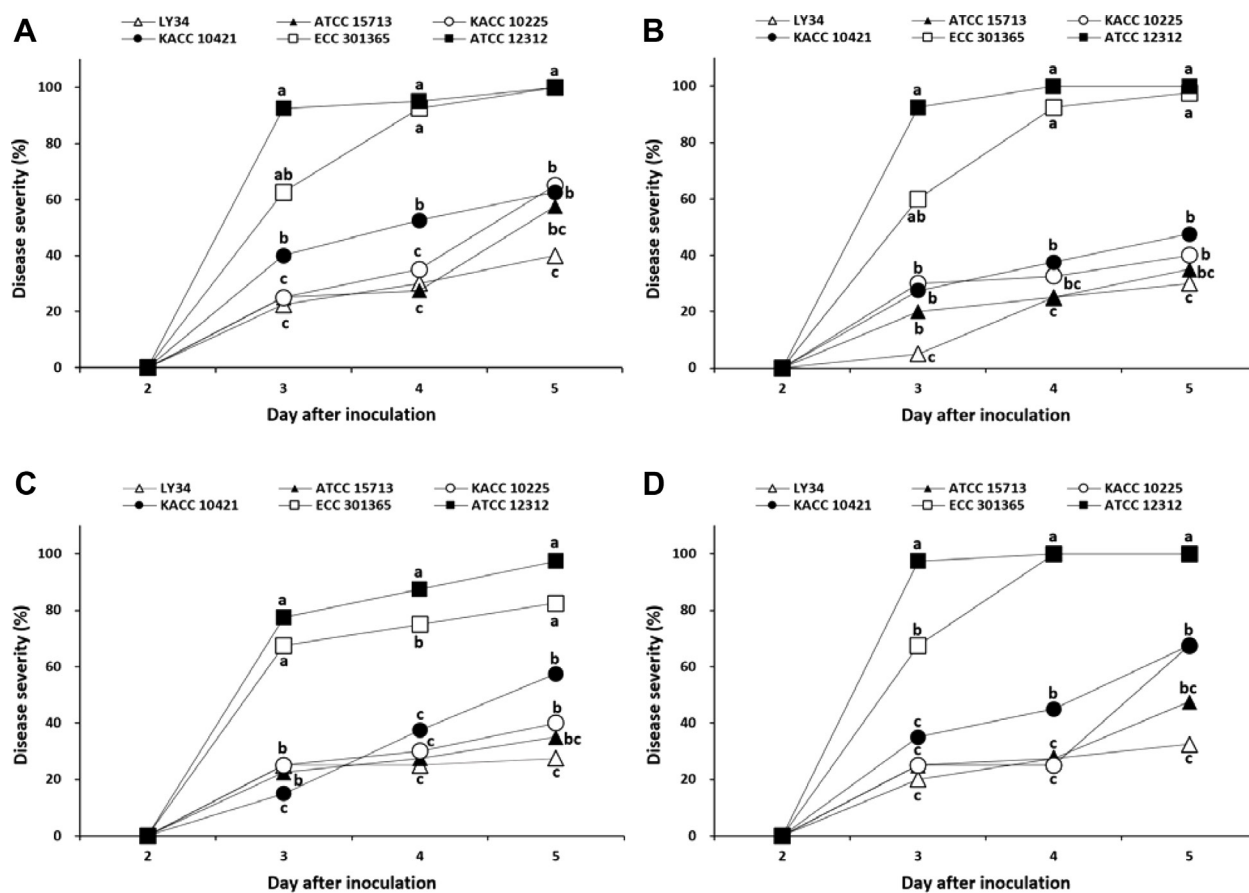 A
LY34 ATCC 15713 KACC 10225
KACC 10421 ECC 301365 ATCC 12312
Disease severity (%)
100
80
60
40
20
0
a a a
a
ab
b b b b
c c bc
c c c
2 3 4 5
Day after inoculation
B
LY34 ATCC 15713 KACC 10225
KACC 10421 ECC 301365 ATCC 12312
Disease severity (%)
100
80
60
40
20
0
a a a
a a
ab
b b b
b bc b
bc
b c c
c
2 3 4 5
Day after inoculation
C
LY34 ATCC 15713 KACC 10225
KACC 10421 ECC 301365 ATCC 12312
Disease severity (%)
100
80
60
40
20
0
a a a
a b a
b
c b
b c bc
b c c
c
2 3 4 5
Day after inoculation
D
LY34 ATCC 15713 KACC 10225
KACC 10421 ECC 301365 ATCC 12312
Disease severity (%)
100
80
60
40
20
0
a a a
b b
b bc
c
c c
c c c
2 3 4 5
Day after inoculation